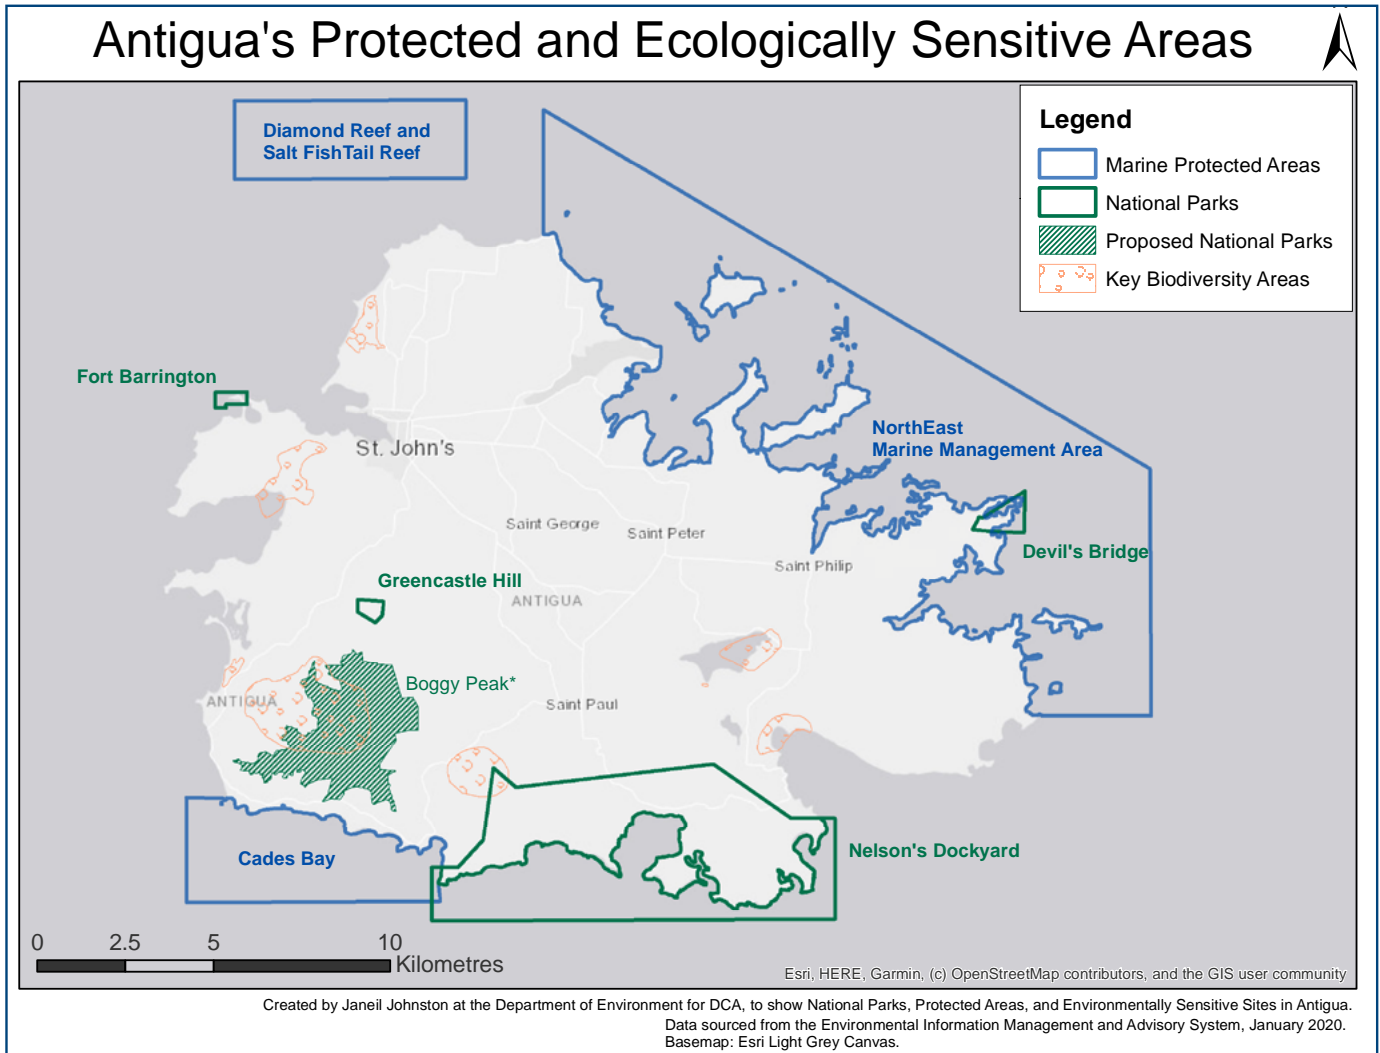 Antigua's Protected and Ecologically Sensitive Areas
Diamond Reef and
Salt FishTail Reef
Legend
Marine Protected Areas
National Parks
Proposed National Parks
Key Biodiversity Areas
Fort Barrington
St. John's
NorthEast
Marine Management Area
Saint George
Saint Peter
Devil's Bridge
Saint Philip
Greencastle Hill
ANTIGUA
Boggy Peak*
ANTIGUA
Saint Paul
Cades Bay
Nelson's Dockyard
0 2.5 5 10
Kilometres
Esri, HERE, Garmin, (c) OpenStreetMap contributors, and the GIS user community
Created by Janeil Johnston at the Department of Environment for DCA, to show National Parks, Protected Areas, and Environmentally Sensitive Sites in Antigua.
Data sourced from the Environmental Information Management and Advisory System, January 2020.
Basemap: Esri Light Grey Canvas.